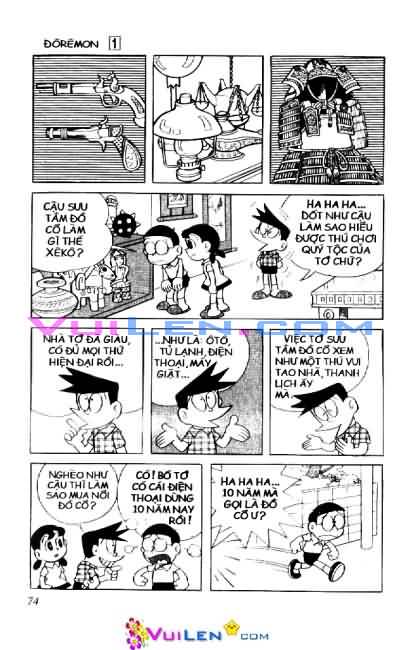 ĐÔRÊMON 1
CẬU SƯU
TẦM ĐỒ
CỔ LÀM
GÌ THẾ
XÊKÔ?
HA HA HA...
DỐT NHƯ CẬU
LÀM SAO HIỂU
ĐƯỢC THÚ CHƠI
QUÝ TỘC CỦA
TỚ CHỨ?
VUILEN.COM
NHÀ TỚ ĐÃ GIÀU,
CÓ ĐỦ MỌI THỨ
HIỆN ĐẠI RỒI...
...NHƯ LÀ: ÔTÔ,
TỦ LẠNH, ĐIỆN
THOẠI, MÁY
GIẶT...
VIỆC TỚ SƯU
TẦM ĐỒ CỔ XEM
NHƯ MỘT THÚ VUI
TAO NHÃ, THANH
LỊCH ẤY
MÀ...
NGHÈO NHƯ
CẬU THÌ LÀM
SAO MUA NỔI
ĐỒ CỔ?
CÓ! BỐ TỚ
CÓ CÁI ĐIỆN
THOẠI DÙNG
10 NĂM NAY
RỒI!
HA HA HA...
10 NĂM MÀ
GỌI LÀ ĐỒ
CỔ Ư?
74
VUILEN.COM